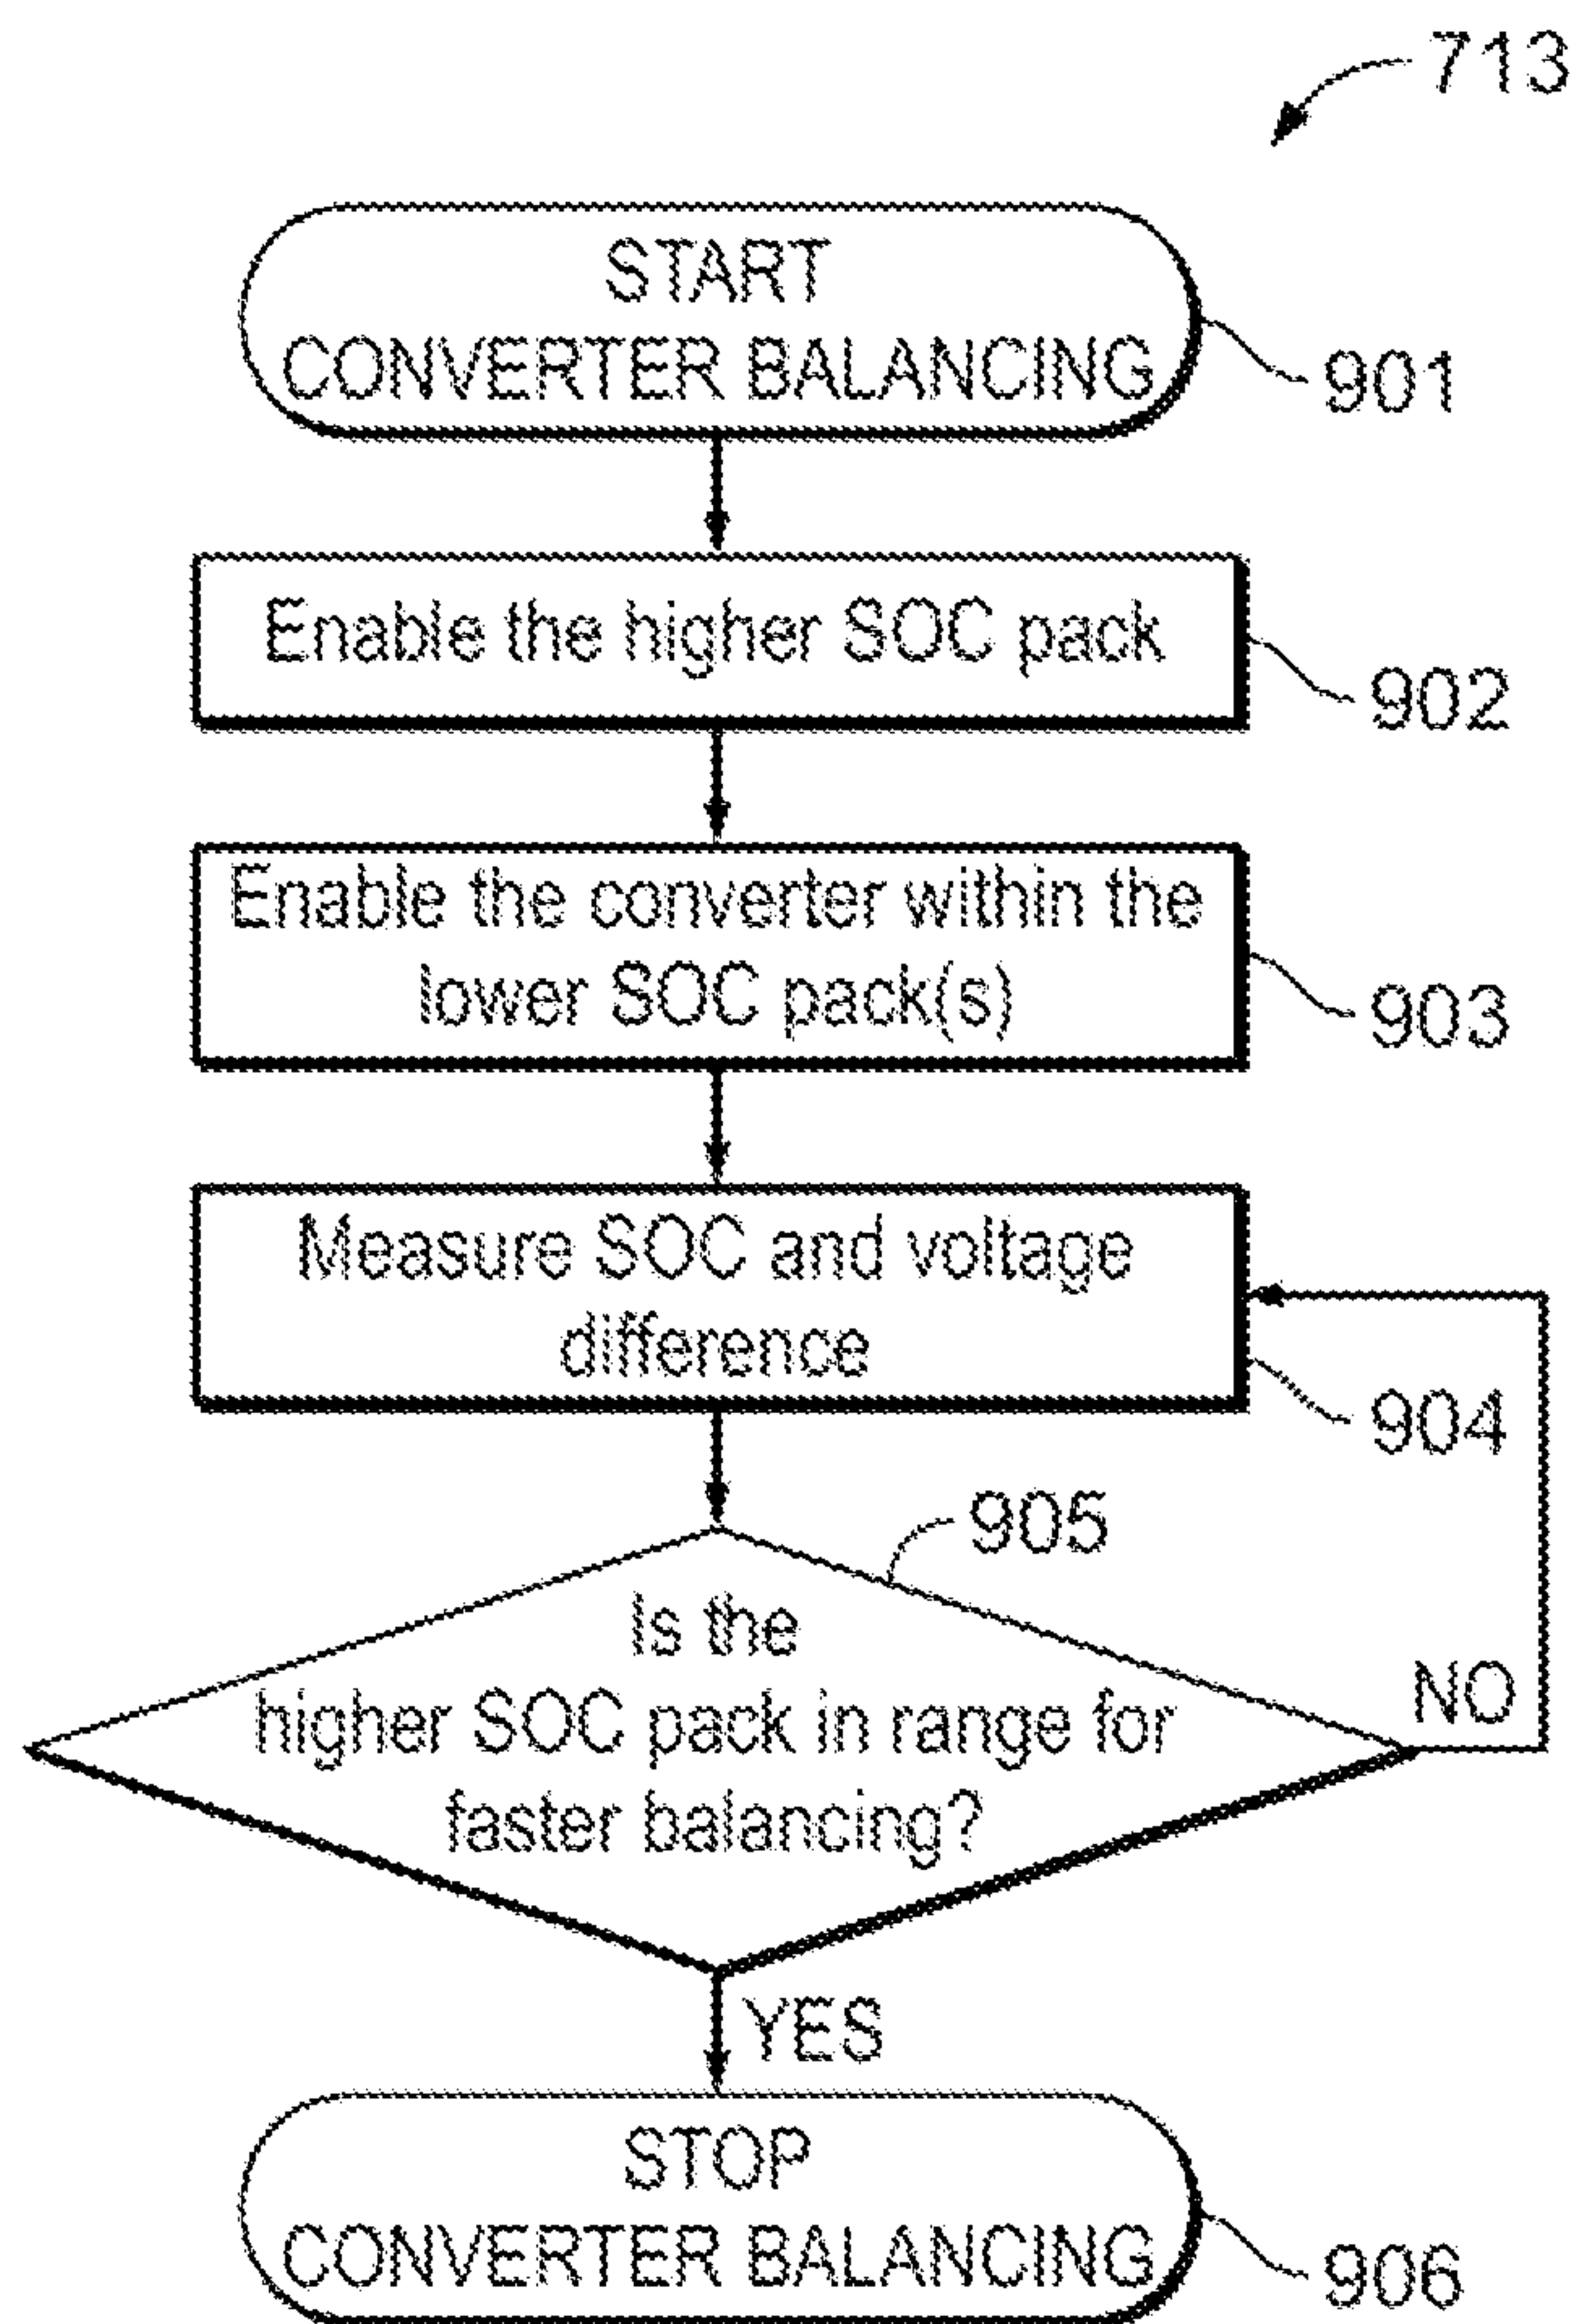 713
START
CONVERTER BALANCING
901
Enable the higher SOC pack
902
Enable the converter within the
lower SOC pack(s)
903
Measure SOC and voltage
difference
904
905
Is the
higher SOC pack in range for
faster balancing?
NO
YES
STOP
CONVERTER BALANCING
906